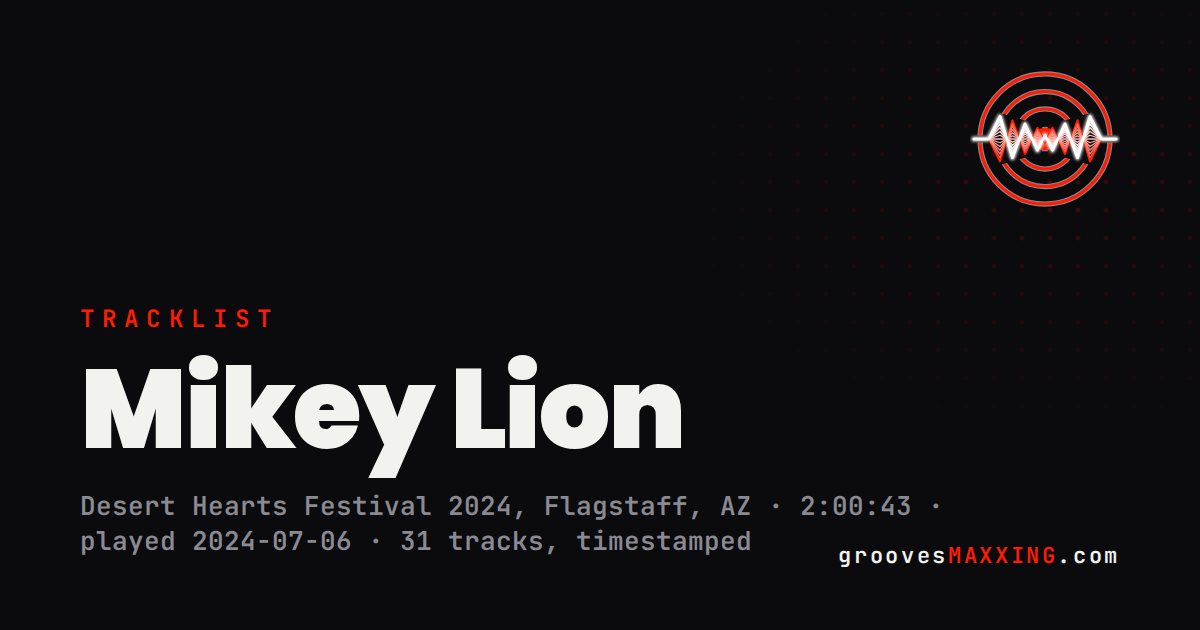 TRACKLIST
Mikey Lion
Desert Hearts Festival 2024, Flagstaff, AZ · 2:00:43 ·
played 2024-07-06 · 31 tracks, timestamped
groovesMAXXING.com